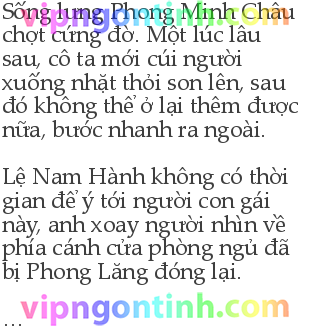 Sống lưng Phong Minh Châu
vipngontinh.com
chợt cứng đờ. Một lúc lâu
sau, cô ta mới cúi người
xuống nhặt thỏi son lên, sau
đó không thể ở lại thêm được
nữa, bước nhanh ra ngoài.
Lệ Nam Hành không có thời
gian để ý tới người con gái
này, anh xoay người nhìn về
phía cánh cửa phòng ngủ đã
bị Phong Lăng đóng lại.
vipngontinh.com
...